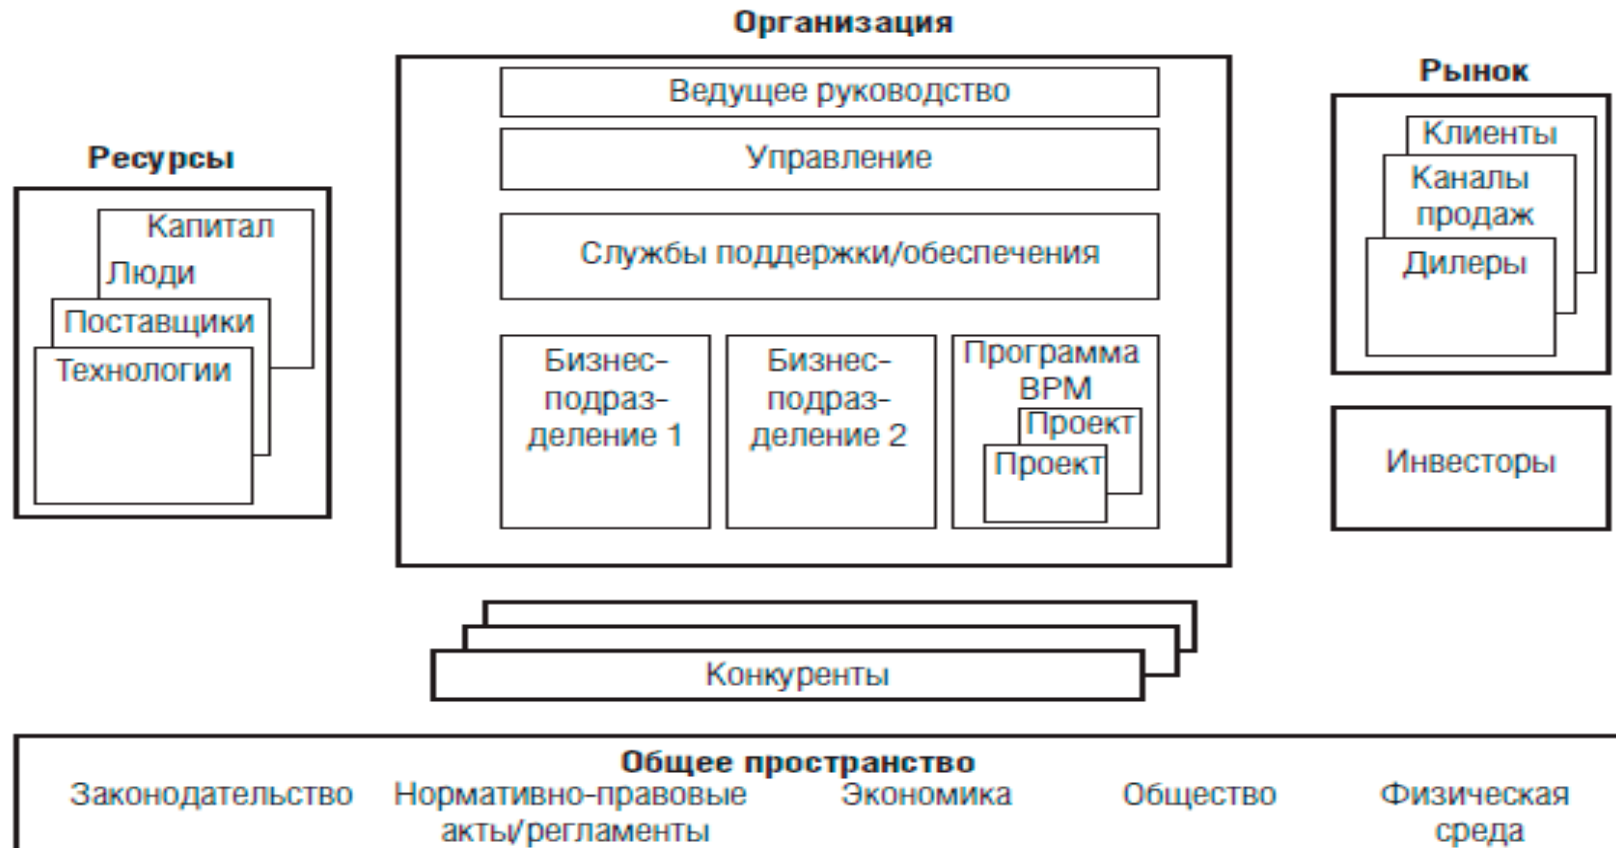 Организация
Ведущее руководство
Управление
Службы поддержки/обеспечения
Бизнес-
подраз-
деление 1
Бизнес-
подраз-
деление 2
Программа
BPM
Проект
Проект
Ресурсы
Капитал
Люди
Поставщики
Технологии
Рынок
Клиенты
Каналы
продаж
Дилеры
Инвесторы
Конкуренты
Общее пространство
Законодательство
Нормативно-правовые
акты/регламенты
Экономика
Общество
Физическая
среда